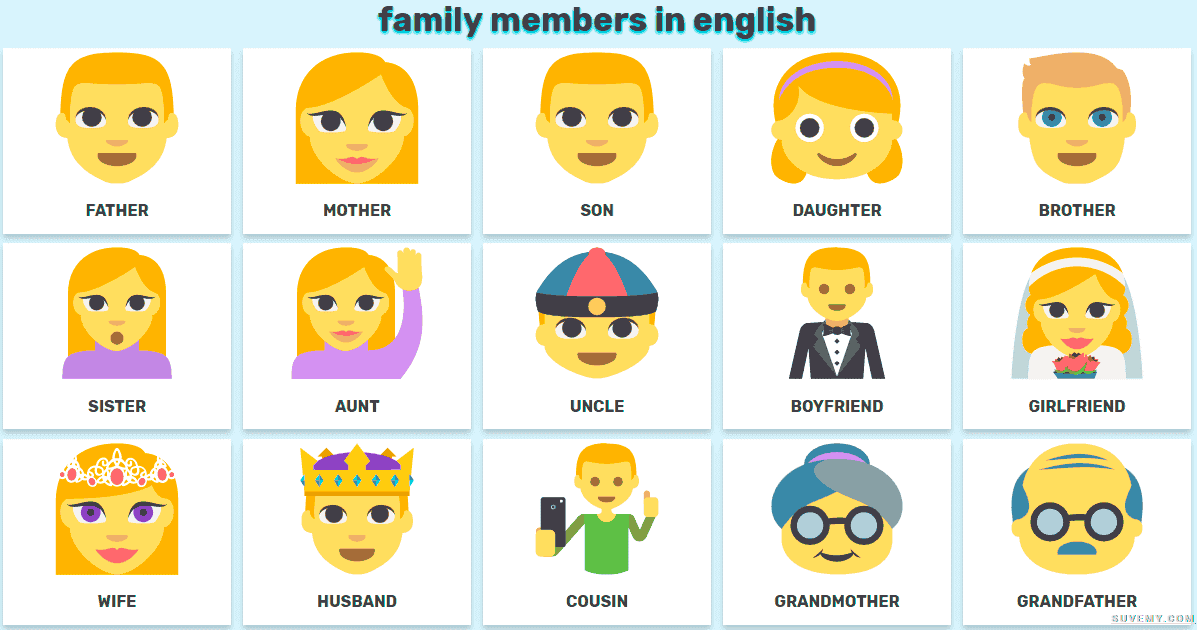 family members in english
FATHER
MOTHER
SON
DAUGHTER
BROTHER
SISTER
AUNT
UNCLE
BOYFRIEND
GIRLFRIEND
WIFE
HUSBAND
COUSIN
GRANDMOTHER
GRANDFATHER
SUVEMY.COM